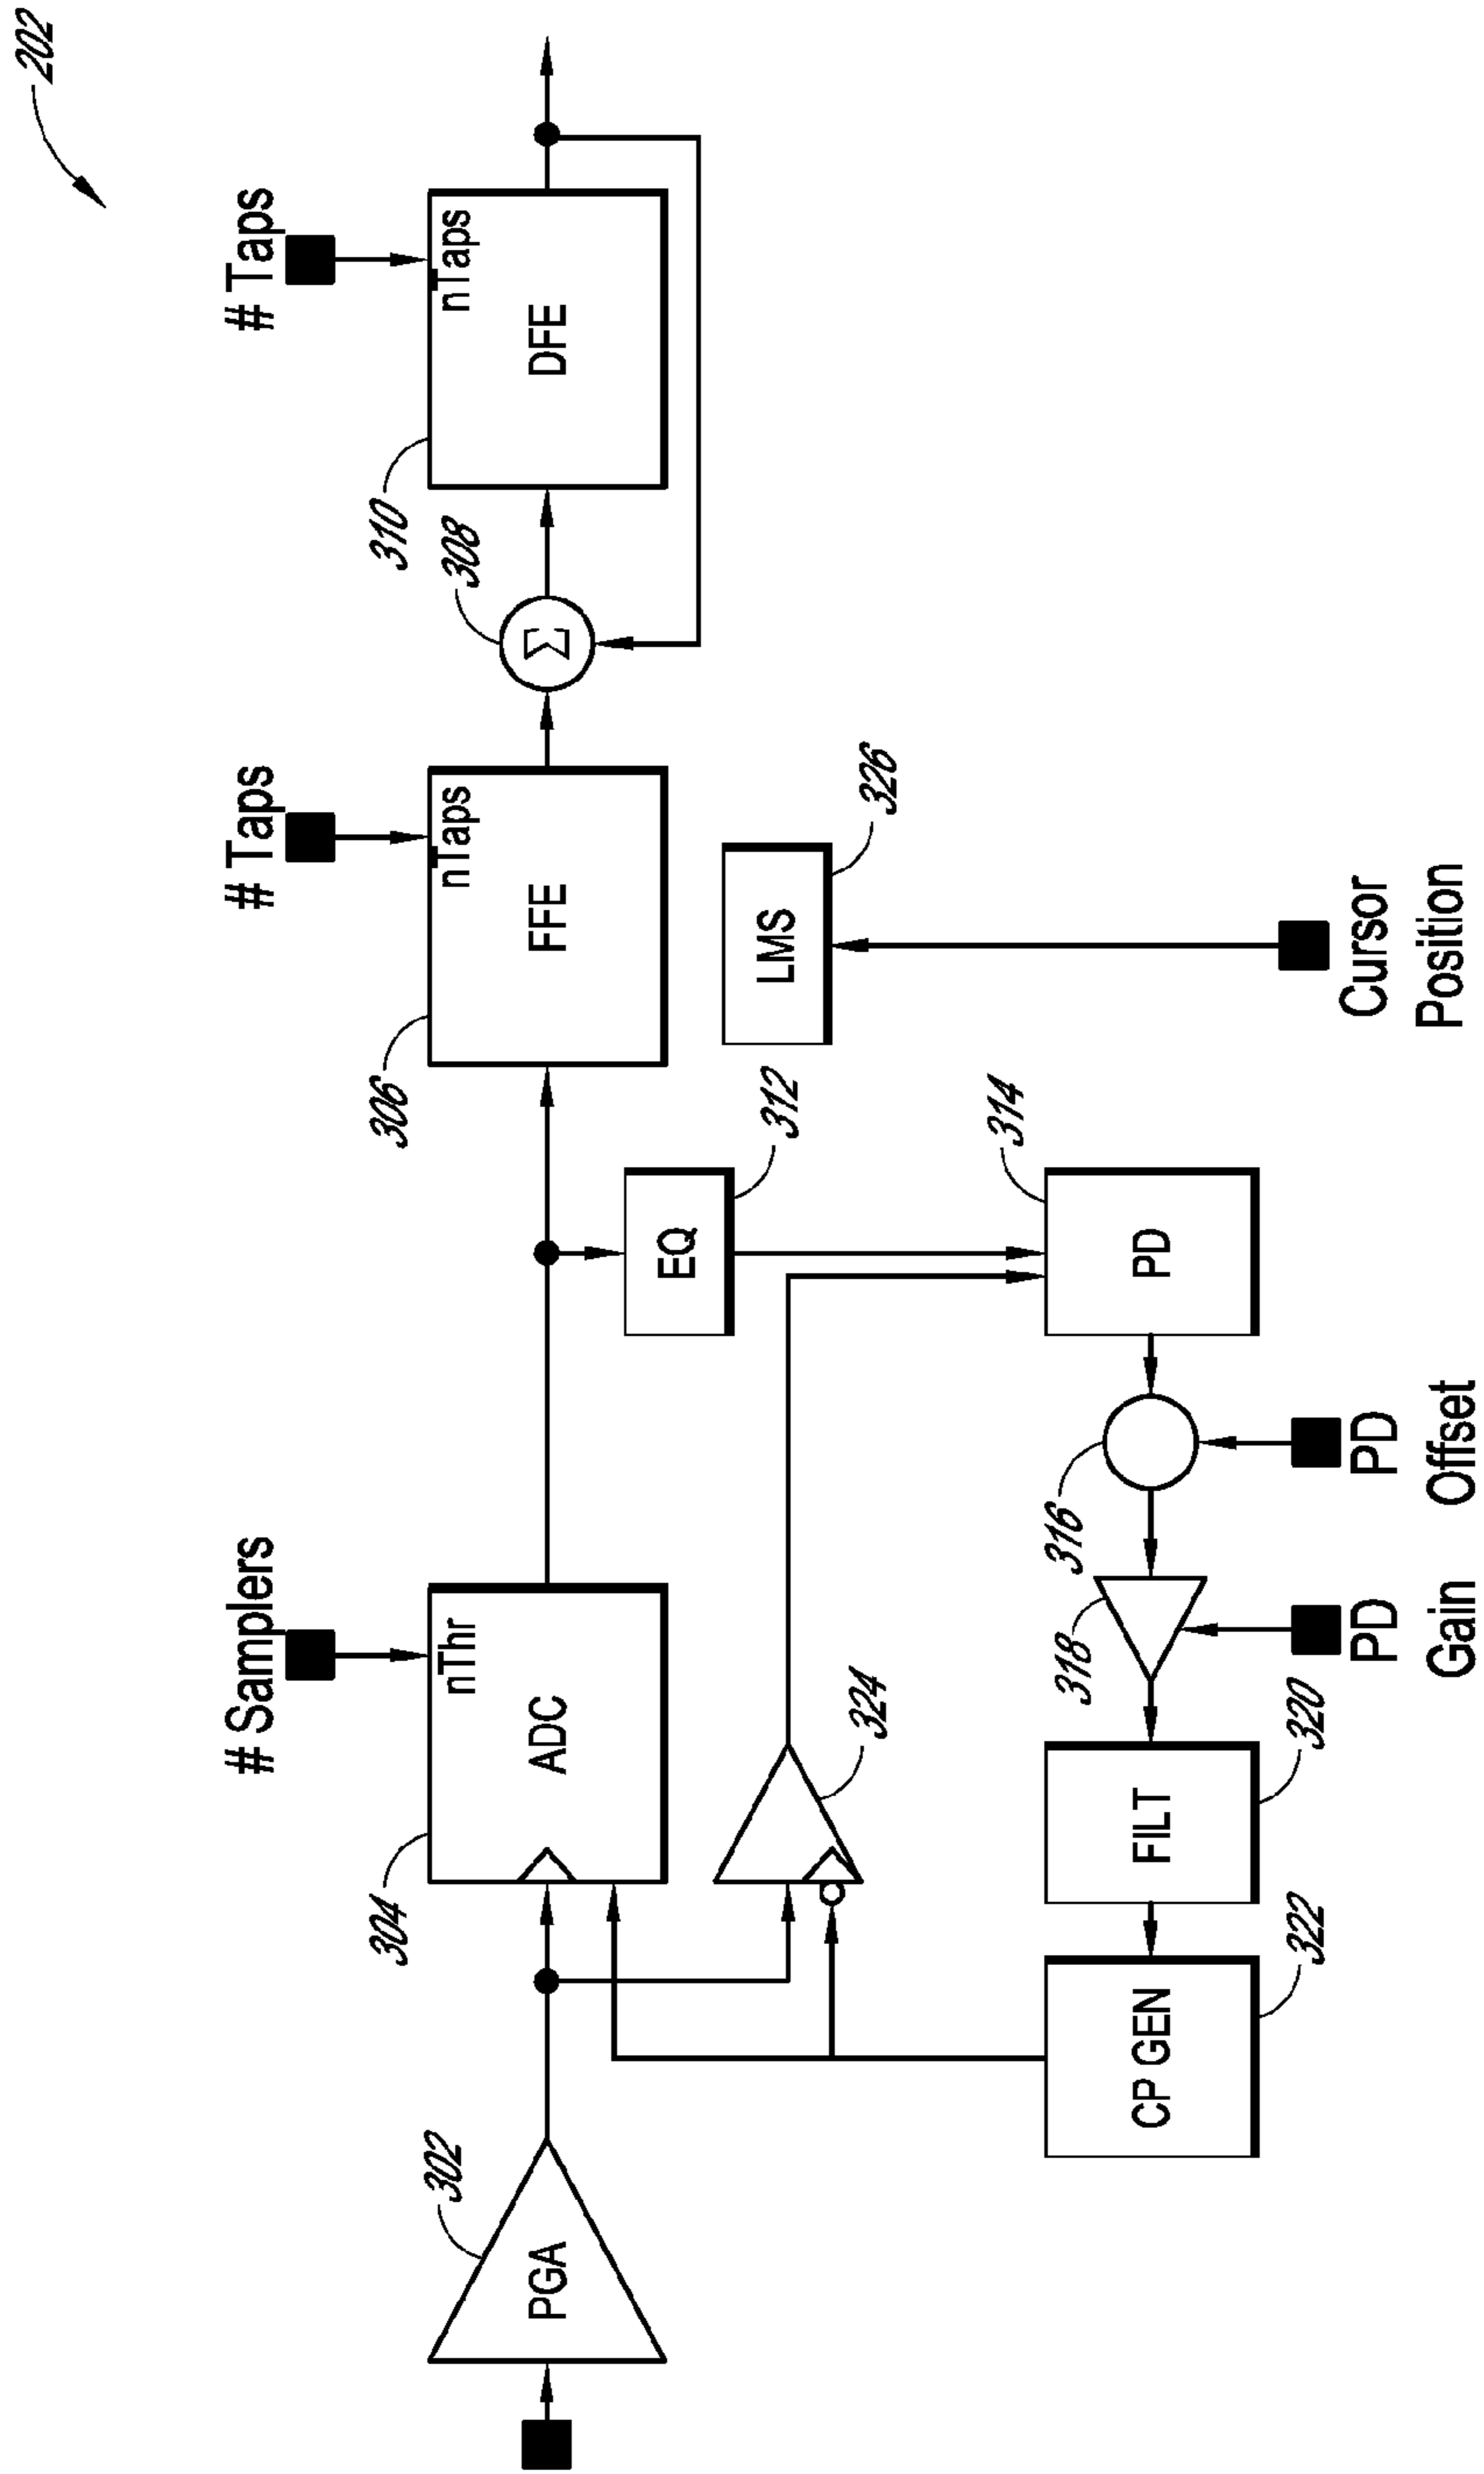 202
# Samplers
# Taps
# Taps
302
PGA
304
nThr
ADC
306
nTaps
FFE
308
Σ
310
nTaps
DFE
324
EQ
312
LMS
326
322
CP GEN
320
FILT
318
316
314
PD
PD
Gain
PD
Offset
Cursor
Position